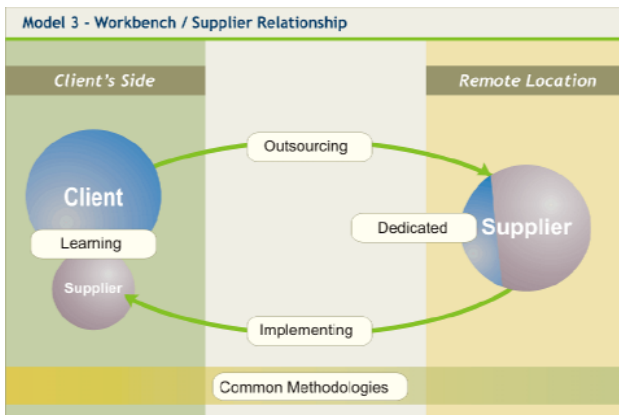 Model 3 - Workbench / Supplier Relationship
Client's Side
Remote Location
Outsourcing
Client
Learning
Supplier
Dedicated
Supplier
Implementing
Common Methodologies